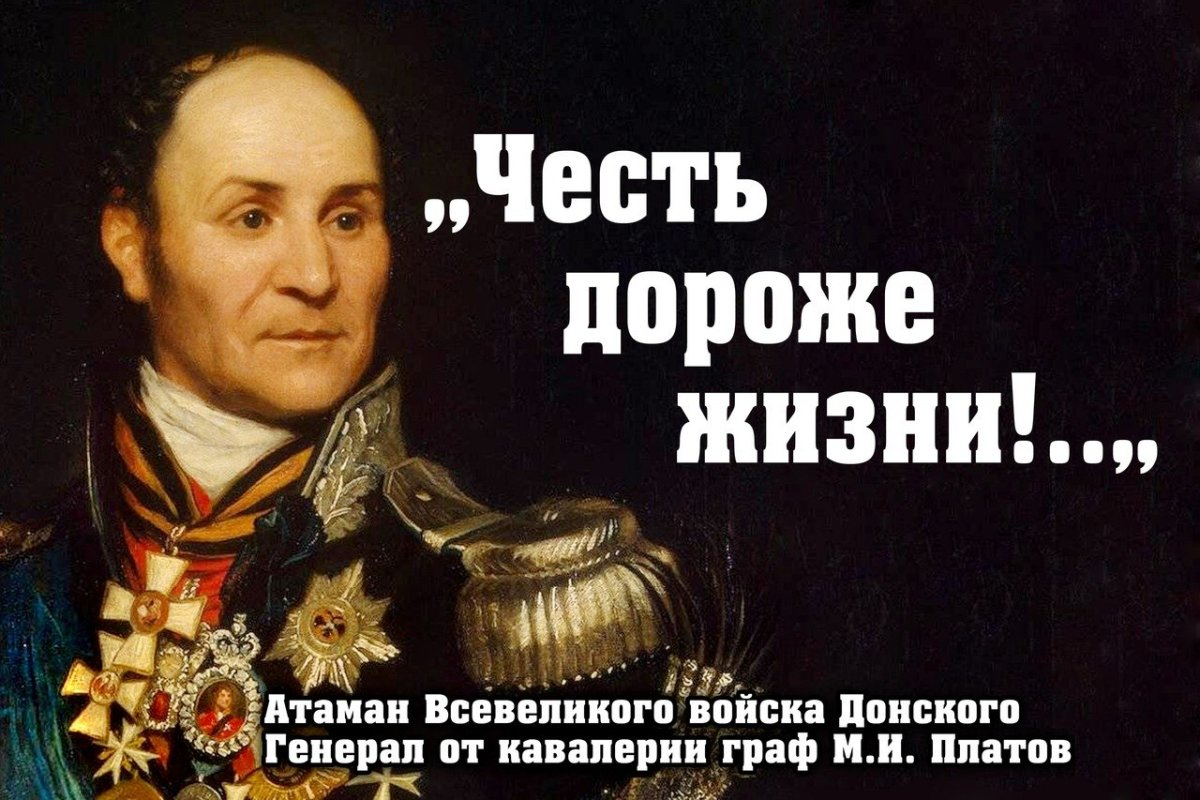 „Честь
дороже
жизни!..„
Атаман Всевеликого войска Донского
Генерал от кавалерии граф М.И. Платов